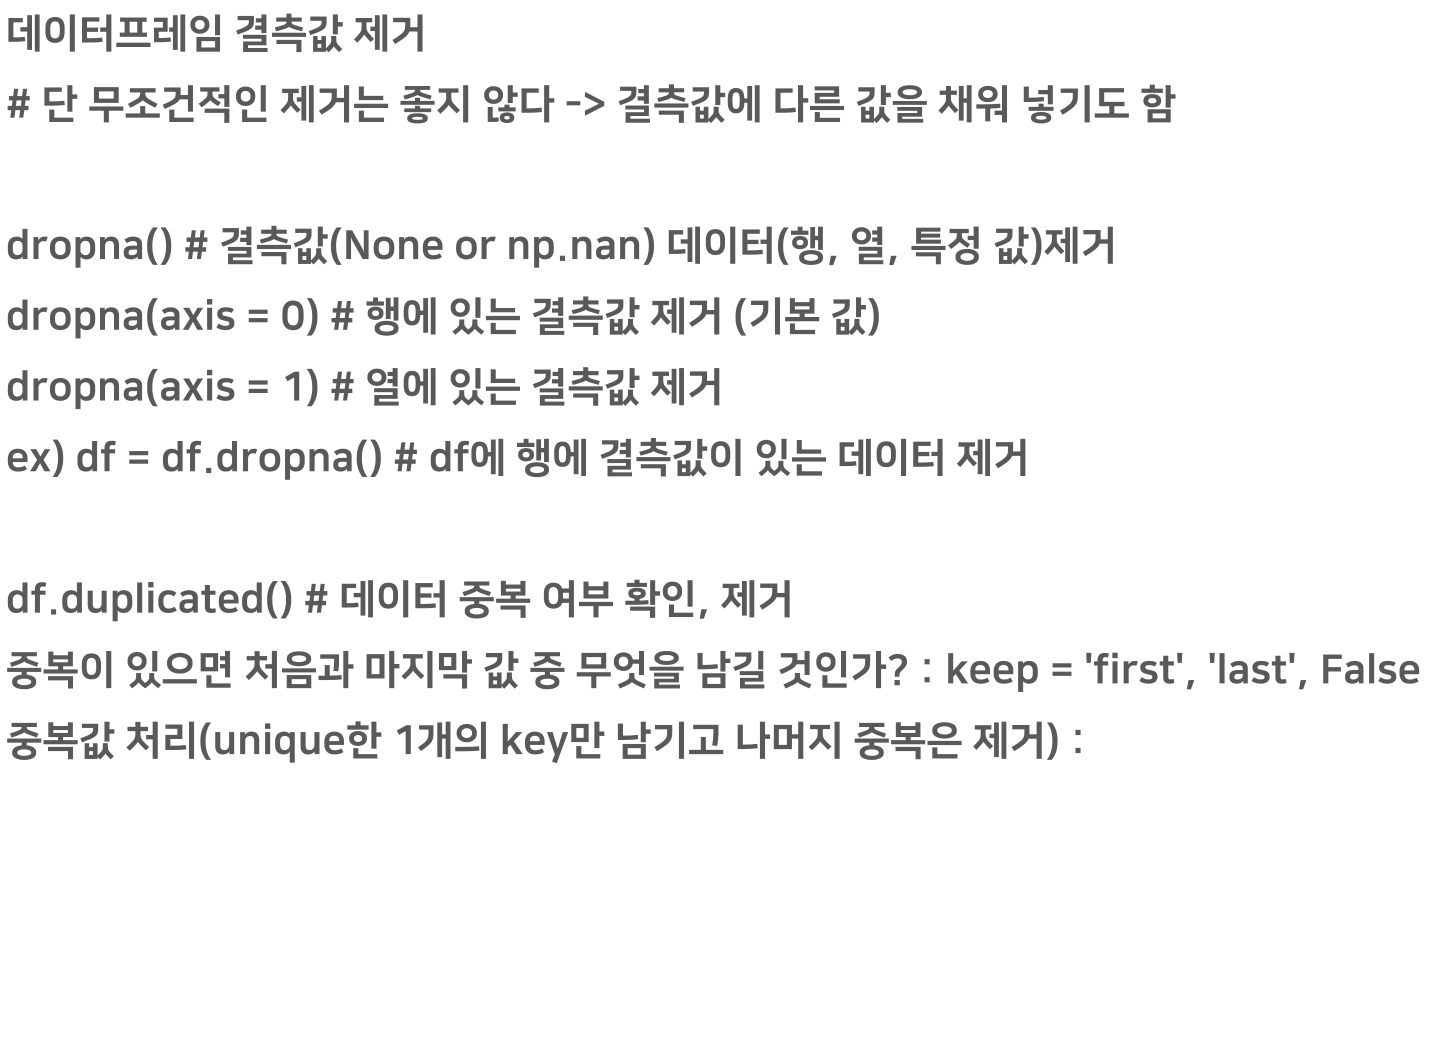 데이터프레임 결측값 제거
# 단 무조건적인 제거는 좋지 않다 -> 결측값에 다른 값을 채워 넣기도 함
dropna() # 결측값(None or np.nan) 데이터(행, 열, 특정 값)제거
dropna(axis = 0) # 행에 있는 결측값 제거 (기본 값)
dropna(axis = 1) # 열에 있는 결측값 제거
ex) df = df.dropna() # df에 행에 결측값이 있는 데이터 제거
df.duplicated() # 데이터 중복 여부 확인, 제거
중복이 있으면 처음과 마지막 값 중 무엇을 남길 것인가? : keep = 'first', 'last', False
중복값 처리(unique한 1개의 key만 남기고 나머지 중복은 제거) :